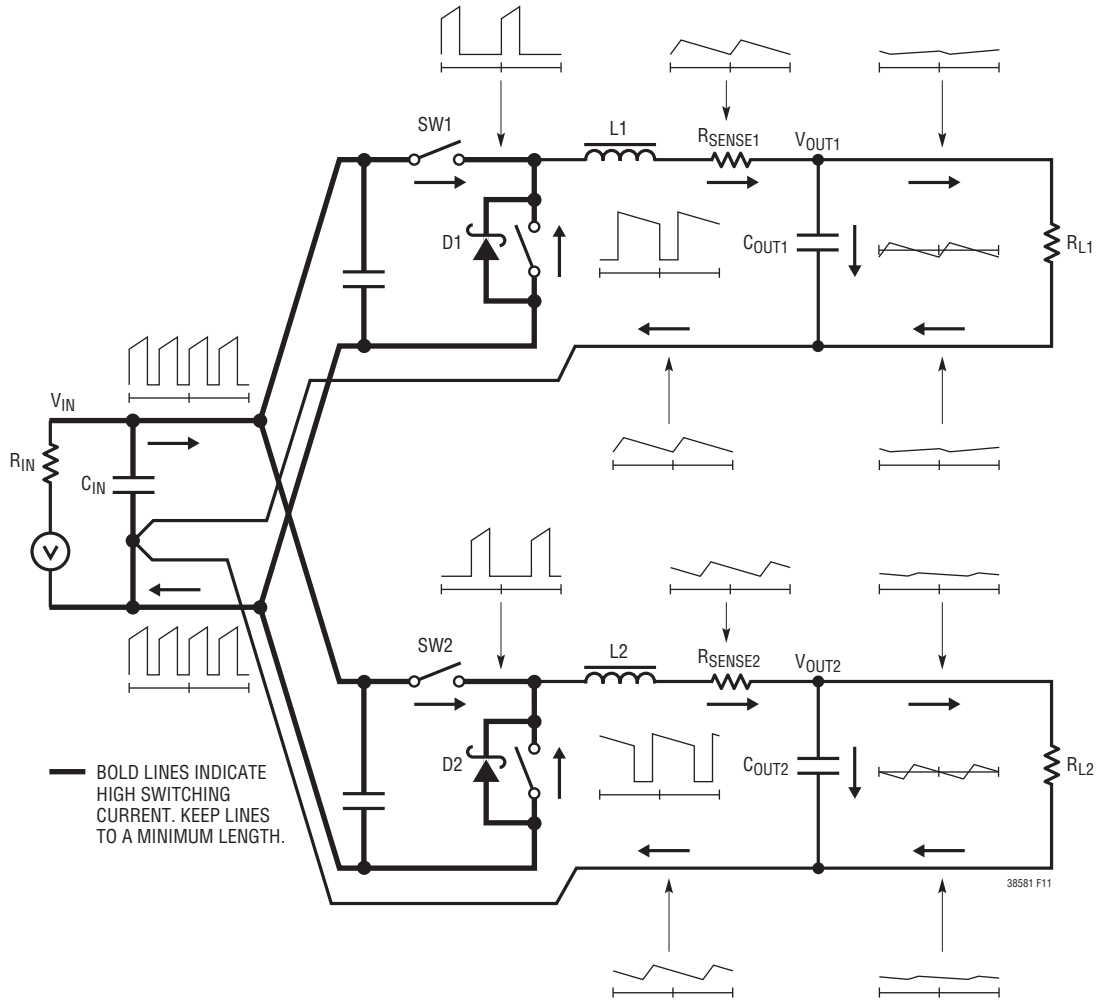 SW1
L1
RSENSE1
VOUT1
D1
COUT1
RL1
VIN
RIN
CIN
V
SW2
L2
RSENSE2
VOUT2
D2
COUT2
RL2
BOLD LINES INDICATE
HIGH SWITCHING
CURRENT. KEEP LINES
TO A MINIMUM LENGTH.
38581 F11